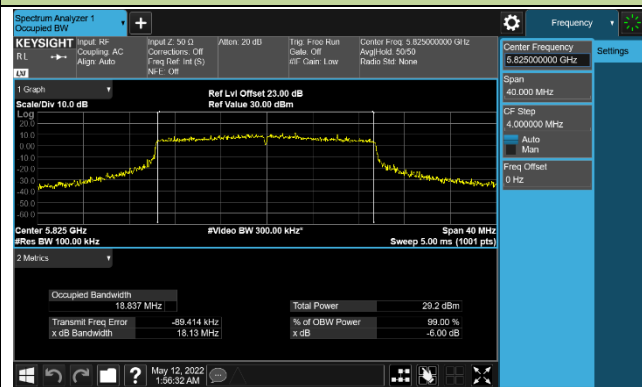 Spectrum Analyzer 1
Occupied BW
Frequency
KEYSIGHT
Input: RF
Coupling: AC
Align: Auto
Input Z: 50 Ω
Corrections: Off
Freq Ref: Int (S)
NFE: Off
Atten: 20 dB
Trig: Free Run
Gate: Off
#IF Gain: Low
Center Freq: 5.825000000 GHz
Avg|Hold: 50/50
Radio Std: None
RL
LXI
Center Frequency
5.825000000 GHz
Settings
Span
40.000 MHz
CF Step
4.000000 MHz
Auto
Man
Freq Offset
0 Hz
1 Graph
Scale/Div 10.0 dB
Ref Lvl Offset 23.00 dB
Ref Value 30.00 dBm
Log
20.0
10.0
0.00
-10.0
-20.0
-30.0
-40.0
-50.0
-60.0
Center 5.825 GHz
#Video BW 300.00 kHz*
Span 40 MHz
#Res BW 100.00 kHz
Sweep 5.00 ms (1001 pts)
2 Metrics
Occupied Bandwidth
18.837 MHz
Total Power 29.2 dBm
Transmit Freq Error -89.414 kHz
% of OBW Power 99.00 %
x dB Bandwidth 18.13 MHz
x dB -6.00 dB
May 12, 2022
1:56:32 AM